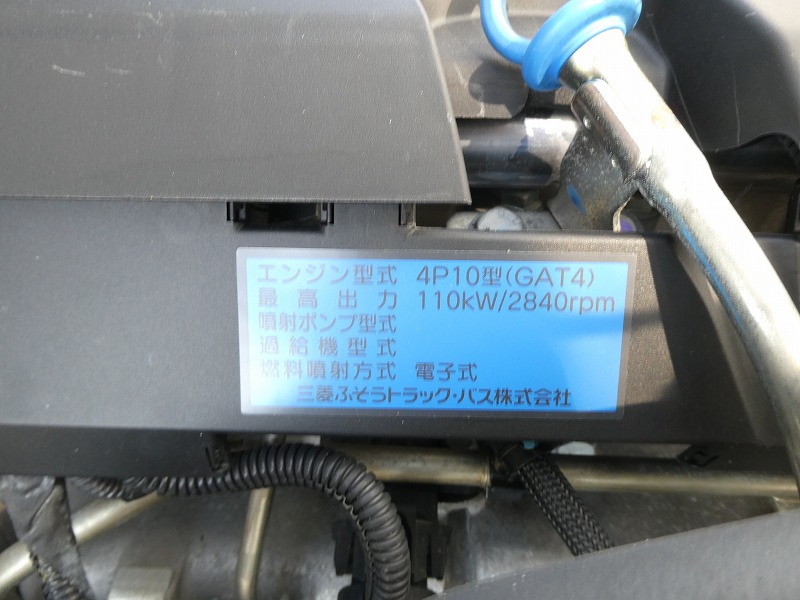 エンジン型式 4P10型(GAT4)
最高出力 110kW/2840rpm
噴射ポンプ型式
過給機型式
燃料噴射方式 電子式
三菱ふそうトラック・バス株式会社